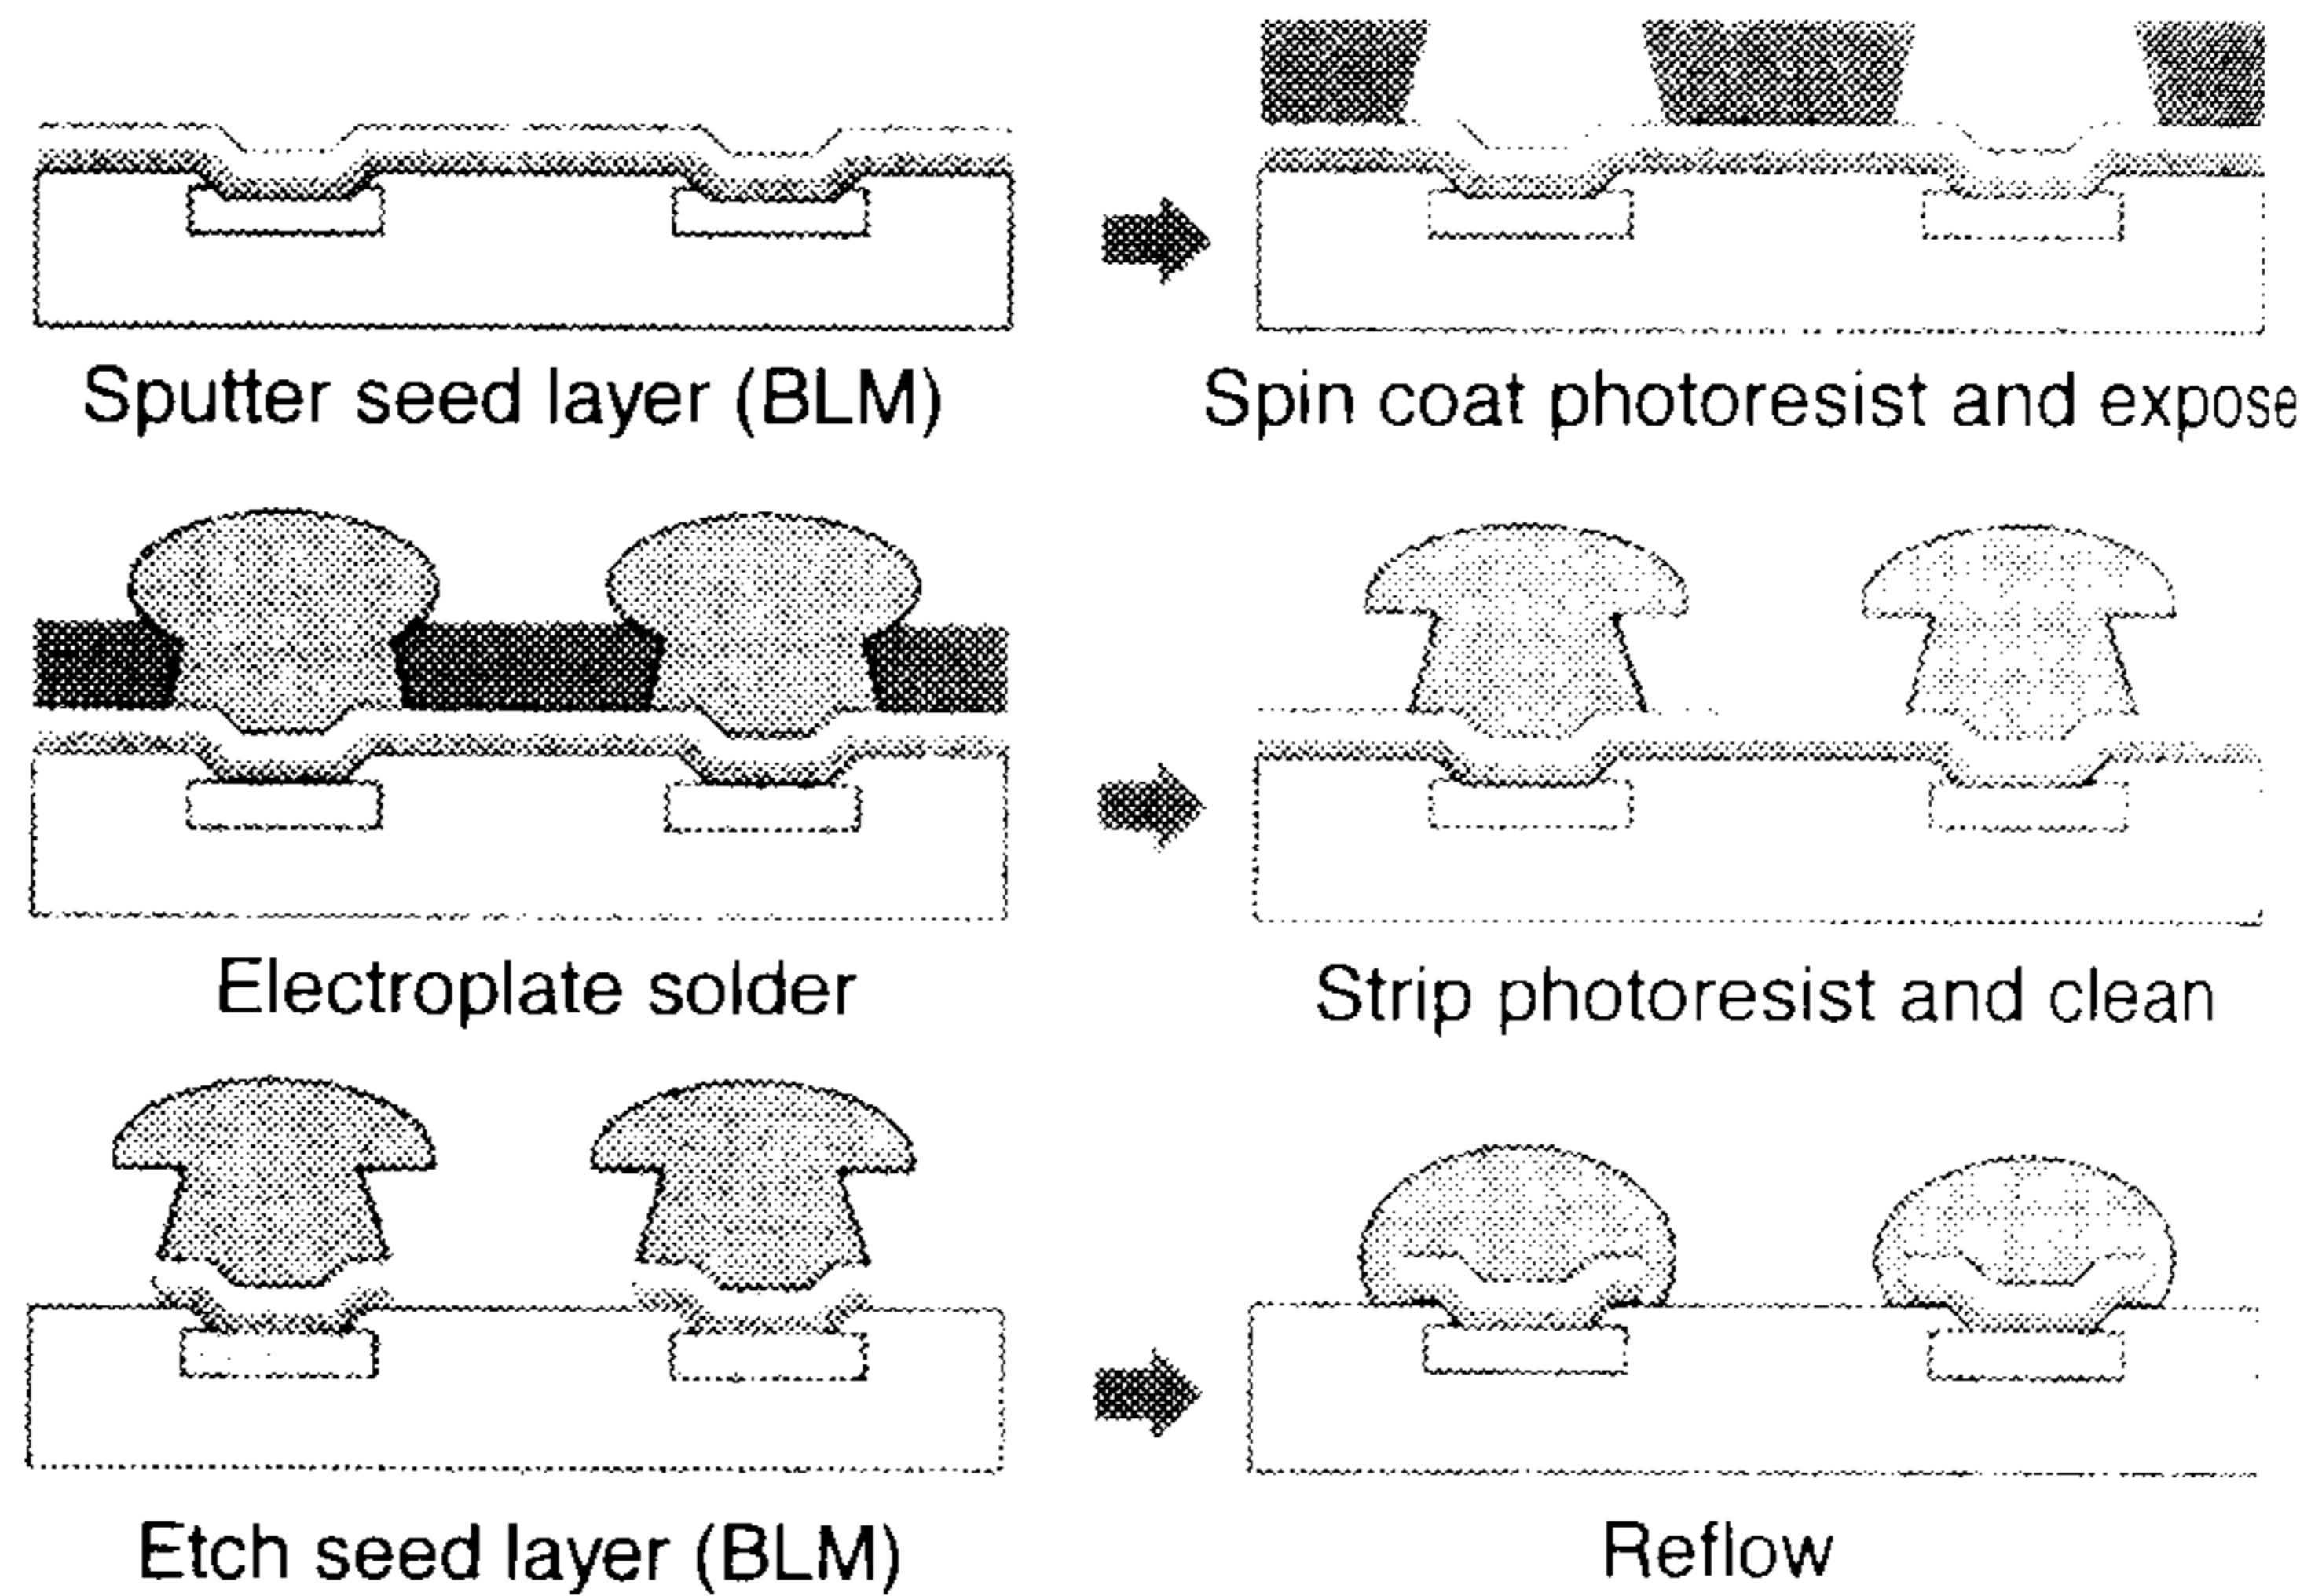 Sputter seed layer (BLM)
Spin coat photoresist and expose
Electroplate solder
Strip photoresist and clean
Etch seed layer (BLM)
Reflow